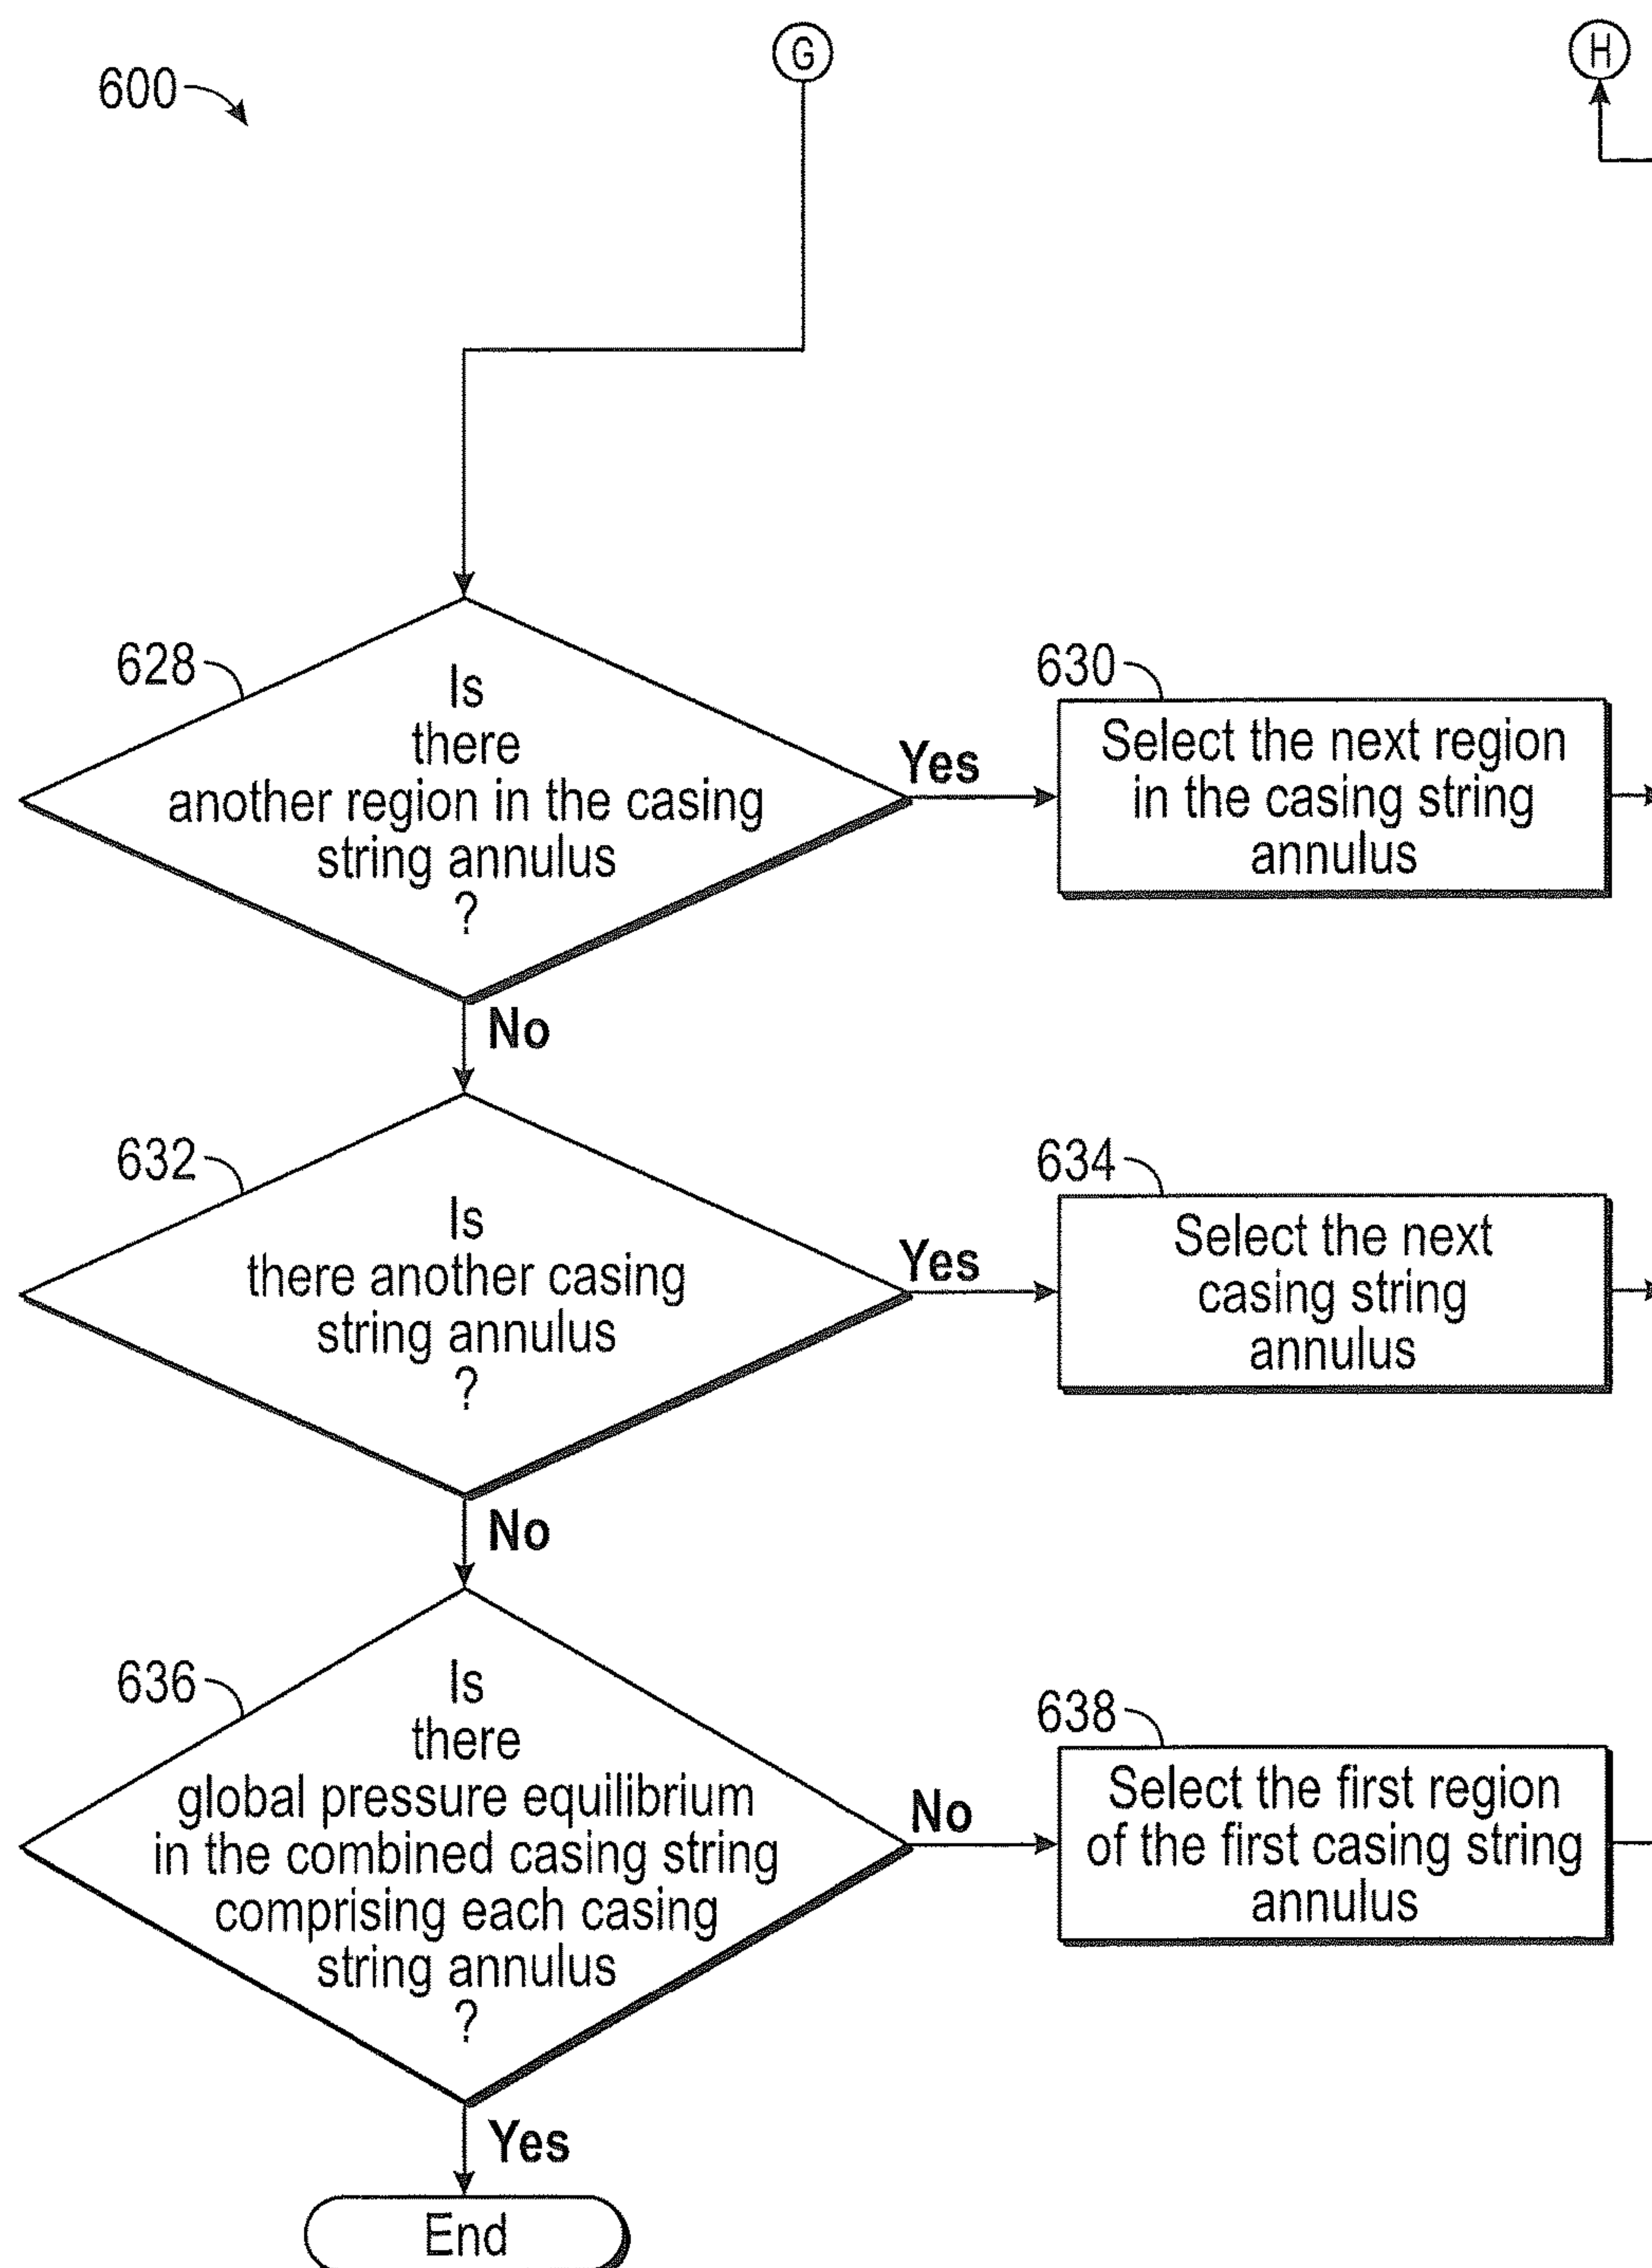 G
H
600
628
Is
there
another region in the casing
string annulus
?
Yes
630
Select the next region
in the casing string
annulus
No
632
Is
there another casing
string annulus
?
Yes
634
Select the next
casing string
annulus
No
636
Is
there
global pressure equilibrium
in the combined casing string
comprising each casing
string annulus
?
No
638
Select the first region
of the first casing string
annulus
Yes
End